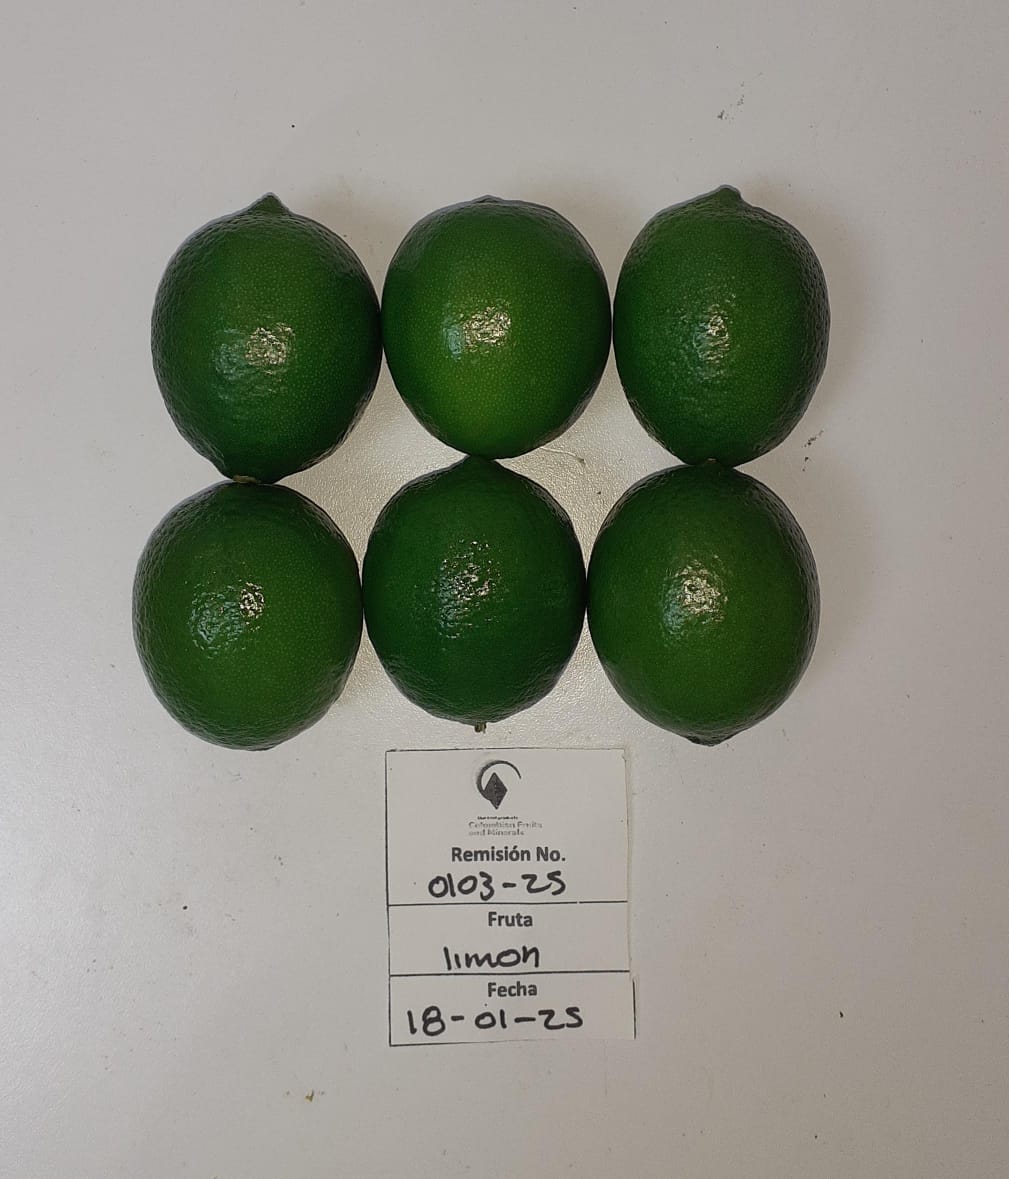 Colombian Fruits
and Minerals
Remisión No.
0103-25
Fruta
limon
Fecha
18-01-25